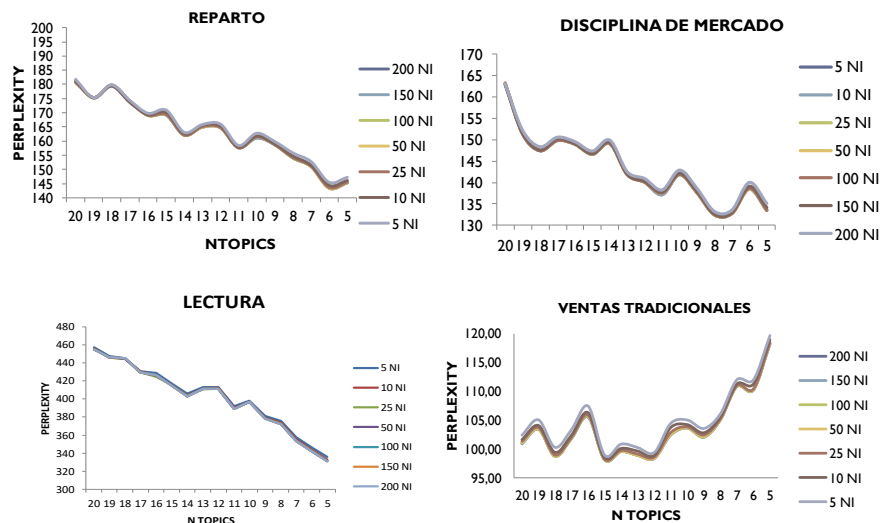 REPARTO
PERPLEXITY
200
195
190
185
180
175
170
165
160
155
150
145
140
20 19 18 17 16 15 14 13 12 11 10 9 8 7 6 5
NTOPICS
200 NI
150 NI
100 NI
50 NI
25 NI
10 NI
5 NI
DISCIPLINA DE MERCADO
PERPLEXITY
170
165
160
155
150
145
140
135
130
20 19 18 17 16 15 14 13 12 11 10 9 8 7 6 5
5 NI
10 NI
25 NI
50 NI
100 NI
150 NI
200 NI
LECTURA
PERPLEXITY
480
460
440
420
400
380
360
340
320
300
20 19 18 17 16 15 14 13 12 11 10 9 8 7 6 5
N TOPICS
5 NI
10 NI
25 NI
50 NI
100 NI
150 NI
200 NI
VENTAS TRADICIONALES
PERPLEXITY
120,00
115,00
110,00
105,00
100,00
95,00
20 19 18 17 16 15 14 13 12 11 10 9 8 7 6 5
N TOPICS
200 NI
150 NI
100 NI
50 NI
25 NI
10 NI
5 NI